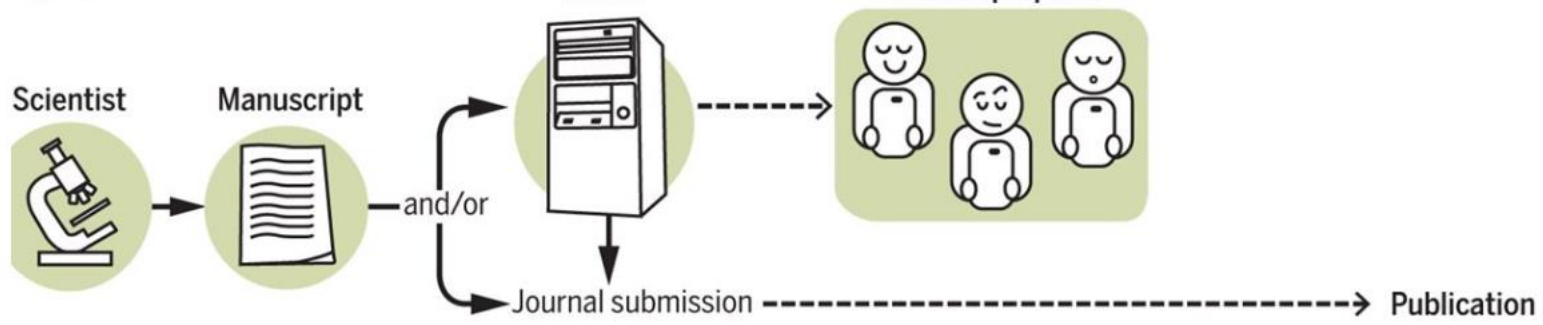 Scientist
Manuscript
and/or
Journal submission
Publication